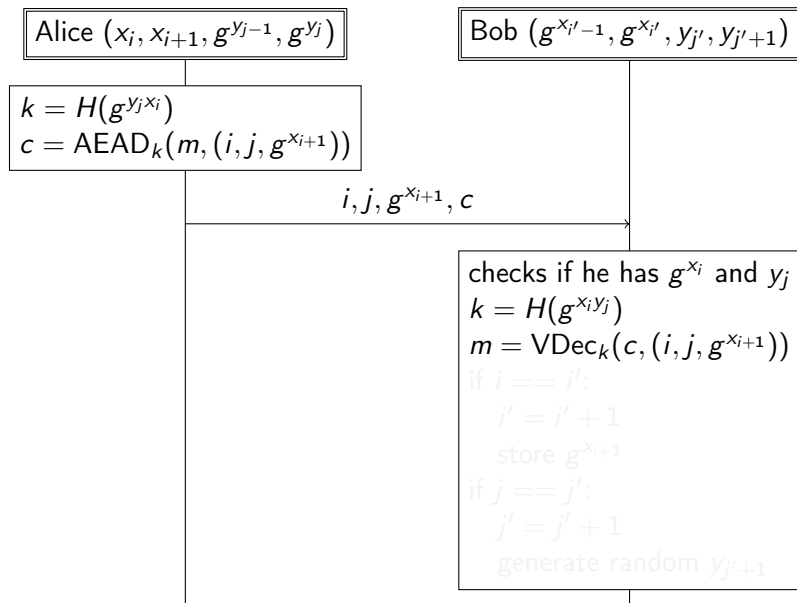 Alice (x_i, x_{i+1}, g^{y_{j-1}}, g^{y_j})
Bob (g^{x_{i'-1}}, g^{x_{i'}}, y_{j'}, y_{j'+1})
k = H(g^{y_j x_i})
c = AEAD_k(m, (i, j, g^{x_{i+1}}))
i, j, g^{x_{i+1}}, c
checks if he has g^{x_i} and y_j
k = H(g^{x_i y_j})
m = VDec_k(c, (i, j, g^{x_{i+1}}))
if i == i':
i' = i' + 1
store g^{x_{i+1}}
if j == j':
j' = j' + 1
generate random y_{j'+1}